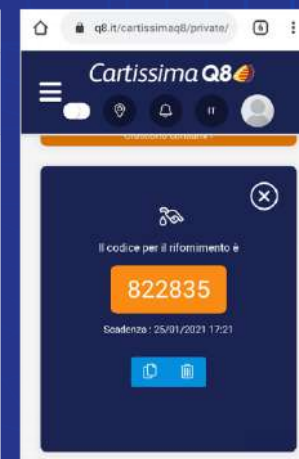 q8.it/cartissimaq8/private/
6
Cartissima Q8
IT
Il codice per il rifornimento è
822835
Scadenza : 25/01/2021 17:21